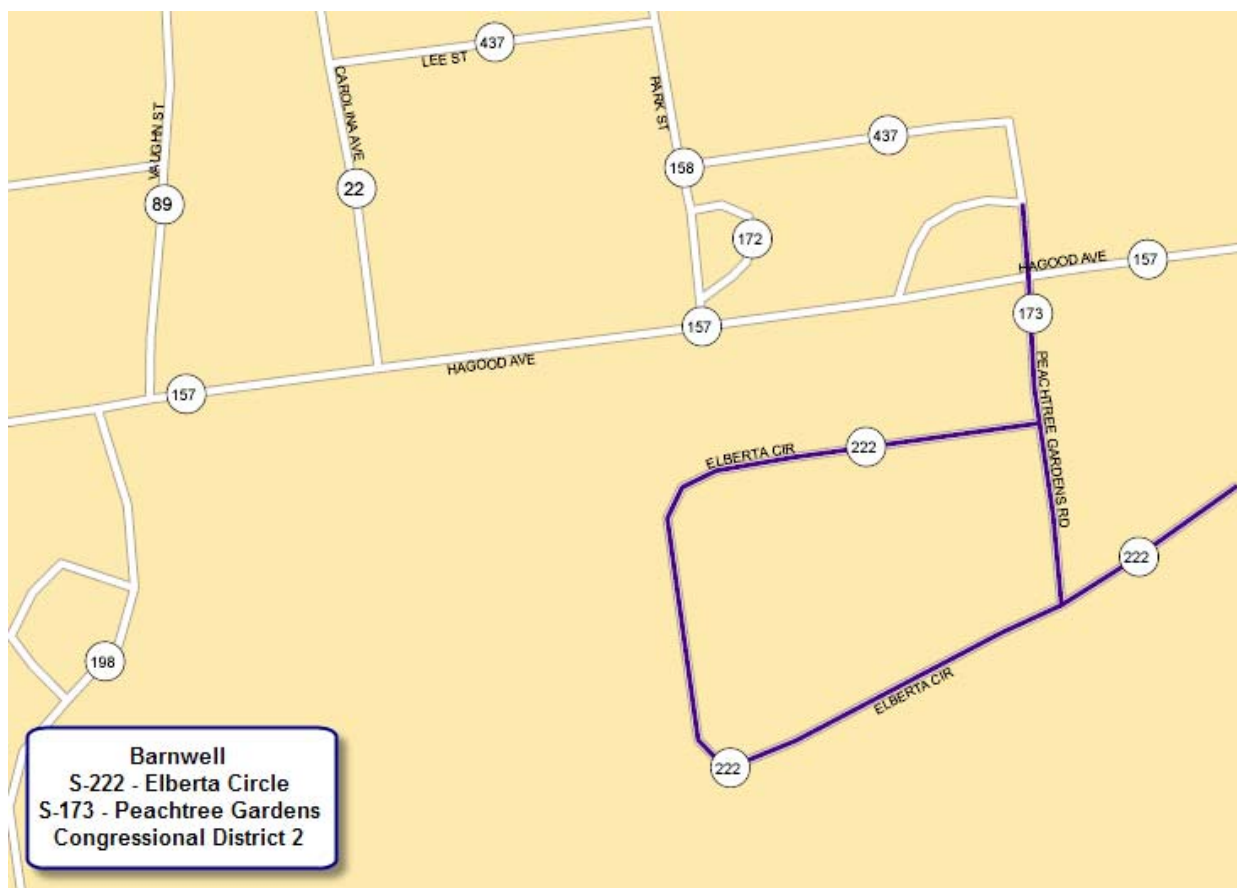 437
LEE ST
CAROLINA AVE
PARK ST
VAUGHN ST
437
158
22
89
172
HAGOOD AVE
157
173
157
HAGOOD AVE
157
PEACHTREE GARDENS RD
222
ELBERTA CIR
222
198
ELBERTA CIR
222
Barnwell
S-222 - Elberta Circle
S-173 - Peachtree Gardens
Congressional District 2